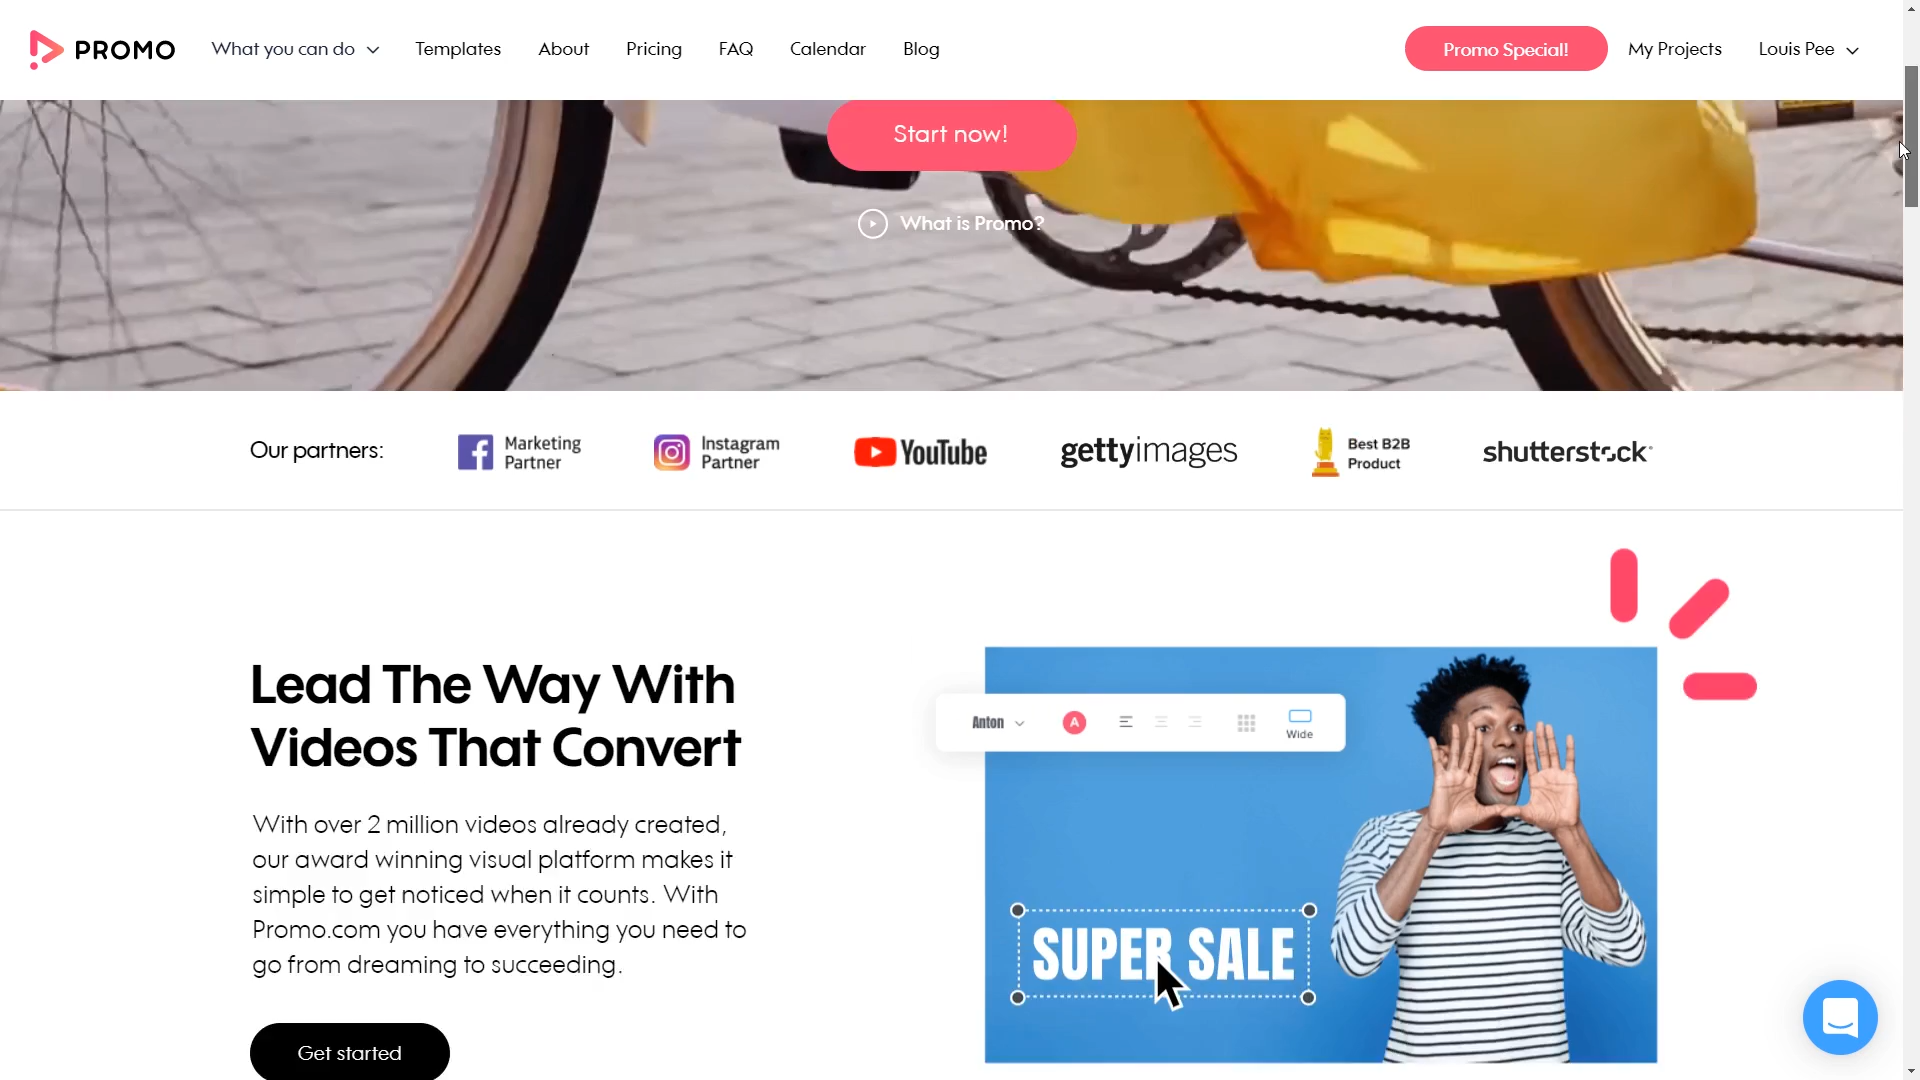 PROMO
What you can do
Templates
About
Pricing
FAQ
Calendar
Blog
Promo Special!
My Projects
Louis Pee
Start now!
What is Promo?
Our partners:
Marketing
Partner
Instagram
Partner
YouTube
gettyimages
Best B2B
Product
shutterstock
Lead The Way With
Videos That Convert
With over 2 million videos already created,
our award winning visual platform makes it
simple to get noticed when it counts. With
Promo.com you have everything you need to
go from dreaming to succeeding.
Get started
Anton
A
Wide
SUPER SALE